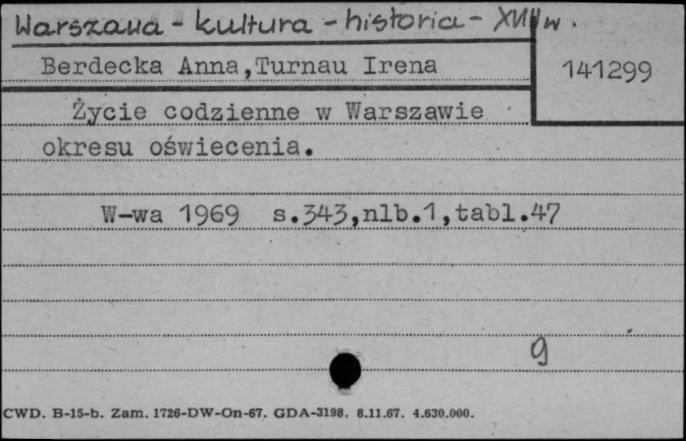 Warszawa - kultura - historia - XVIII w.
Berdecka Anna,Turnau Irena
141299
Życie codzienne w Warszawie
okresu oświecenia.
W-wa 1969 s.343,nlb.1,tabl.47
g
CWD. B-15-b. Zam. 1726-DW-On-67. GDA-3198. 8.11.67. 4.630.000.